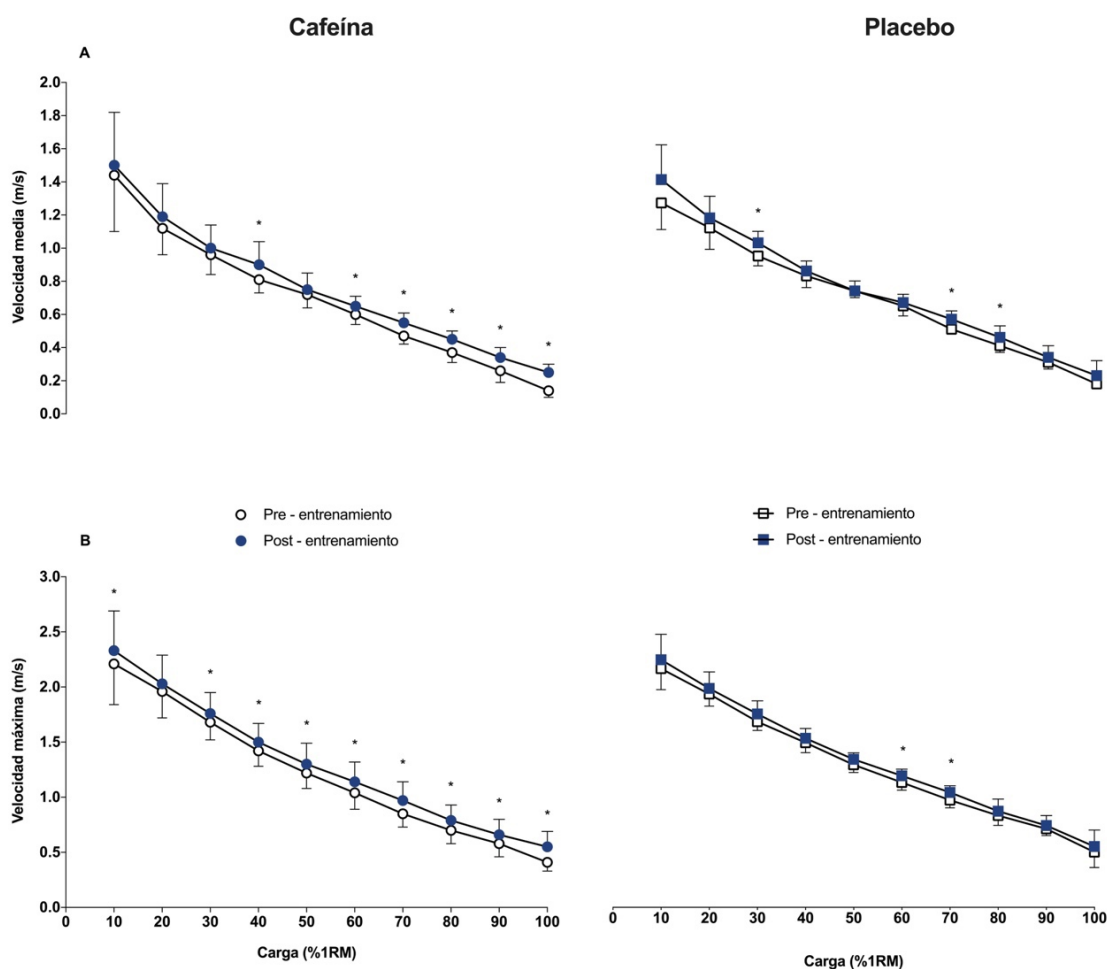 Cafeína
Placebo
A
Velocidad media (m/s)
2.0
1.8
1.6
1.4
1.2
1.0
0.8
0.6
0.4
0.2
0.0
*
*
*
*
*
*
*
*
*
Pre - entrenamiento
Post - entrenamiento
Pre - entrenamiento
Post - entrenamiento
B
Velocidad máxima (m/s)
3.0
2.5
2.0
1.5
1.0
0.5
0.0
*
*
*
*
*
*
*
*
*
*
*
0 10 20 30 40 50 60 70 80 90 100
Carga (%1RM)
0 10 20 30 40 50 60 70 80 90 100
Carga (%1RM)